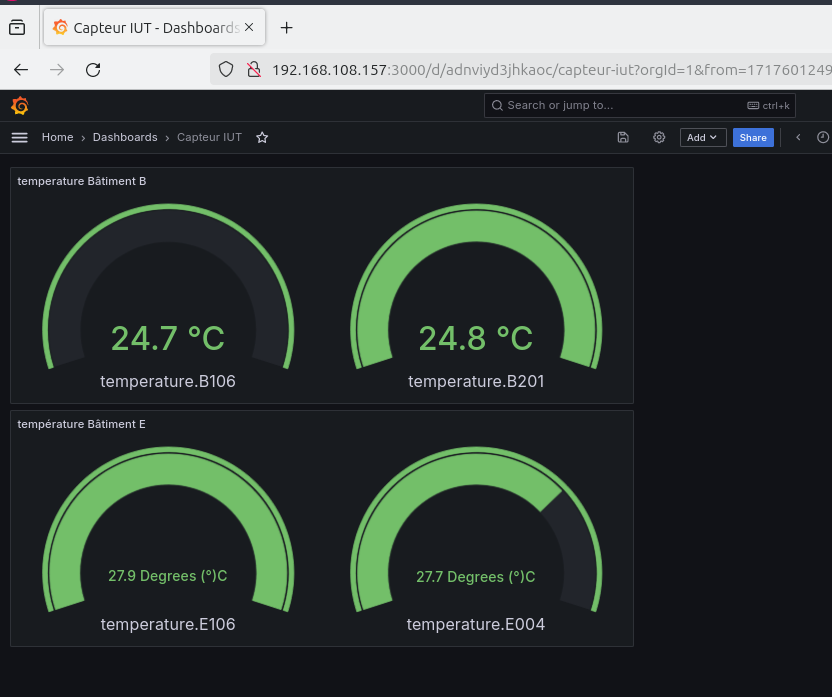 Capteur IUT - Dashboards
192.168.108.157:3000/d/adnviyd3jhkaoc/capteur-iut?orgId=1&from=1717601249
Search or jump to... ctrl+k
Home › Dashboards › Capteur IUT Add Share
temperature Bâtiment B
24.7 °C 24.8 °C
temperature.B106 temperature.B201
température Bâtiment E
27.9 Degrees (°)C 27.7 Degrees (°)C
temperature.E106 temperature.E004